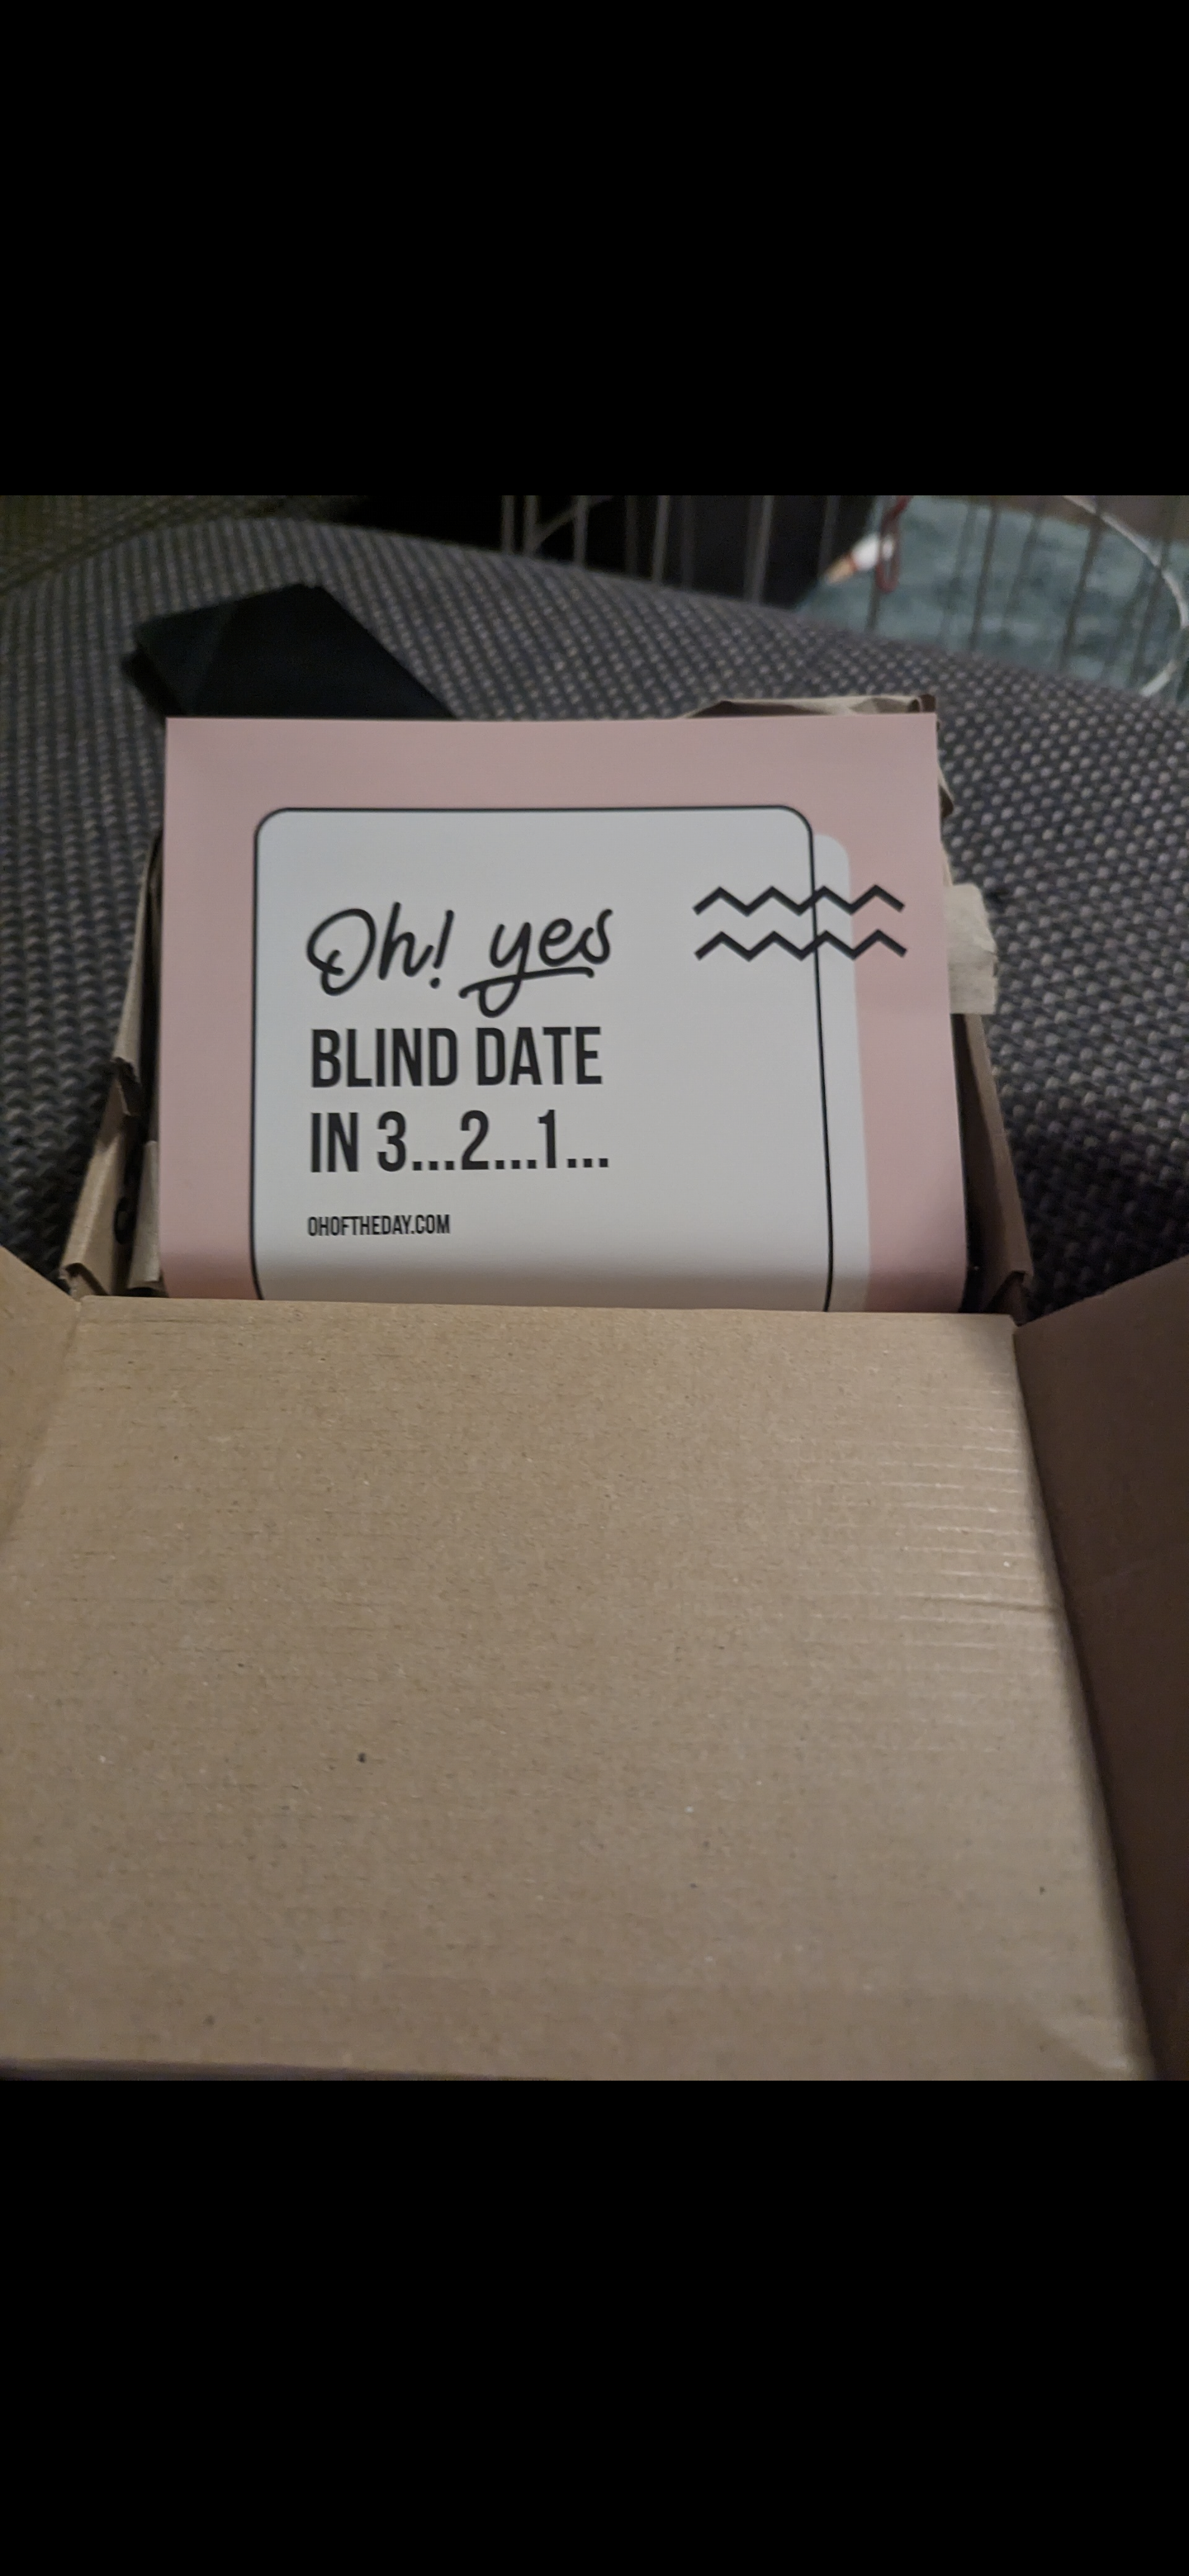 Oh! yes
BLIND DATE
IN 3...2...1...
OHOFTHEDAY.COM